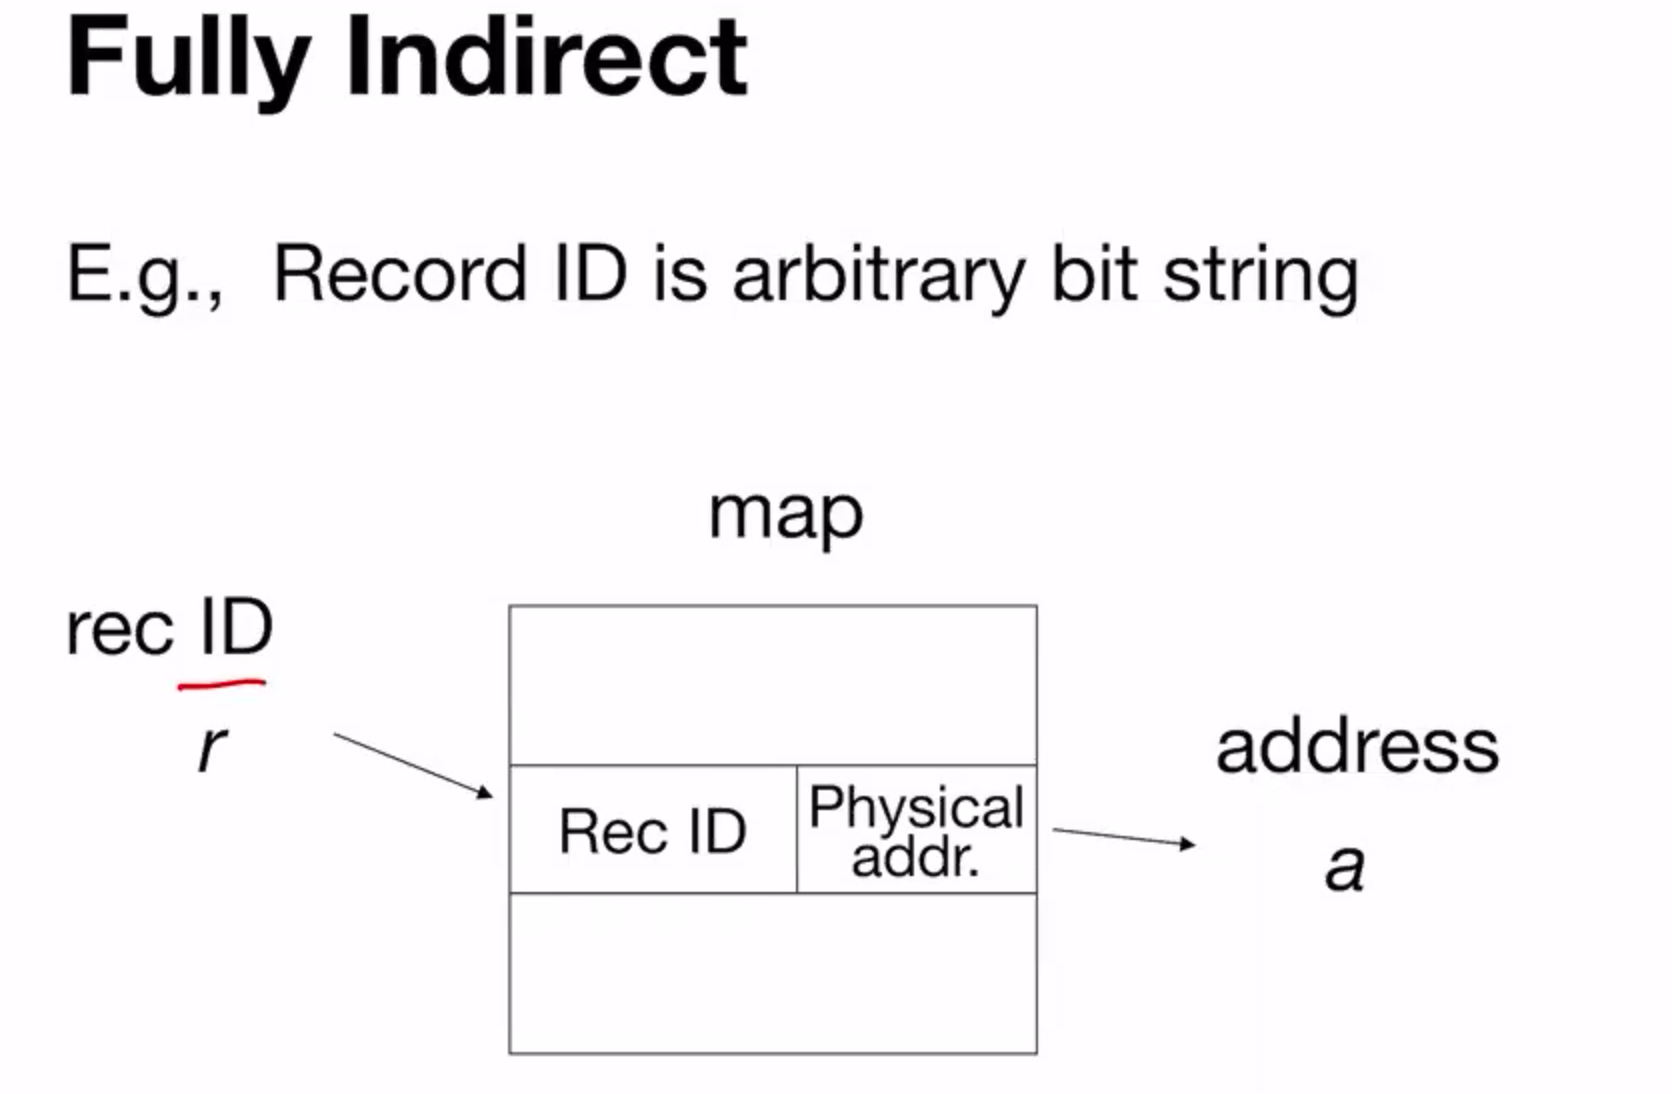 Fully Indirect
E.g., Record ID is arbitrary bit string
map
rec ID
r
Rec ID
Physical
addr.
address
a